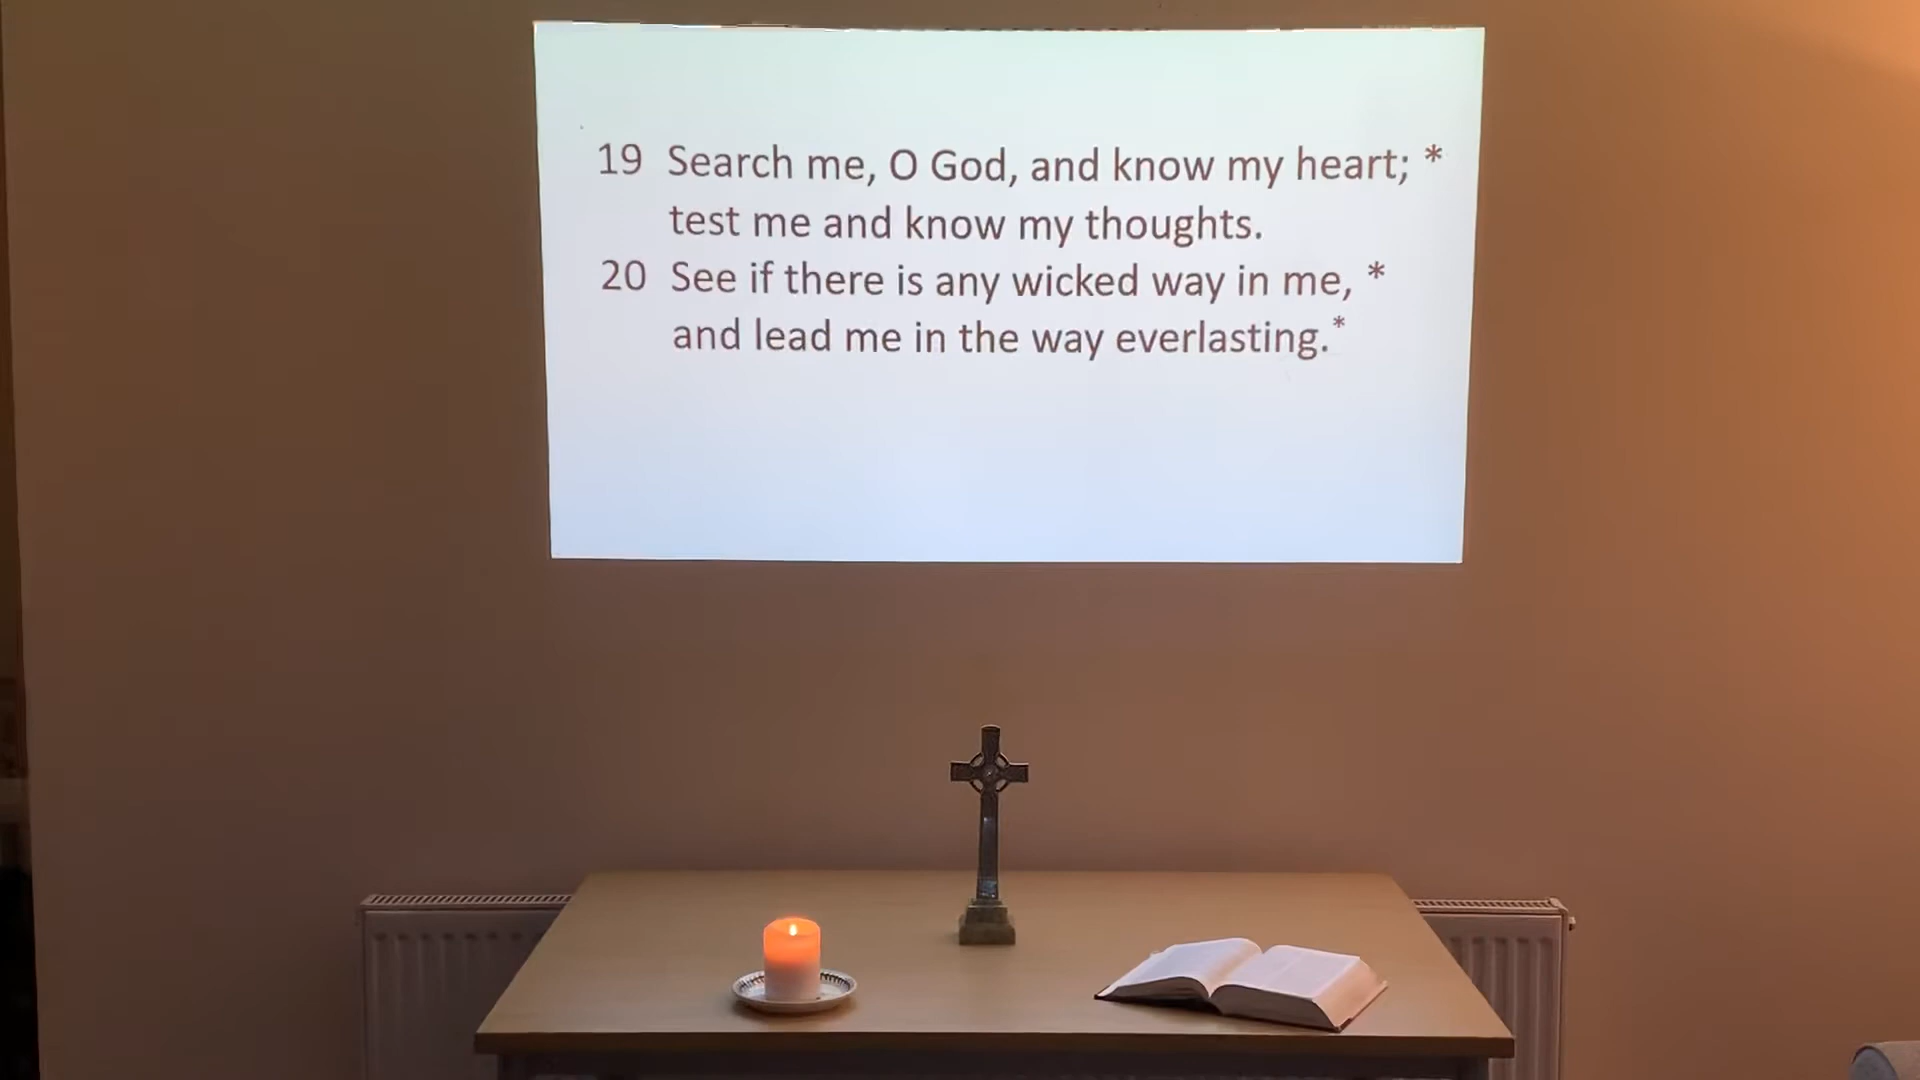 19 Search me, O God, and know my heart; *
test me and know my thoughts.
20 See if there is any wicked way in me, *
and lead me in the way everlasting.*